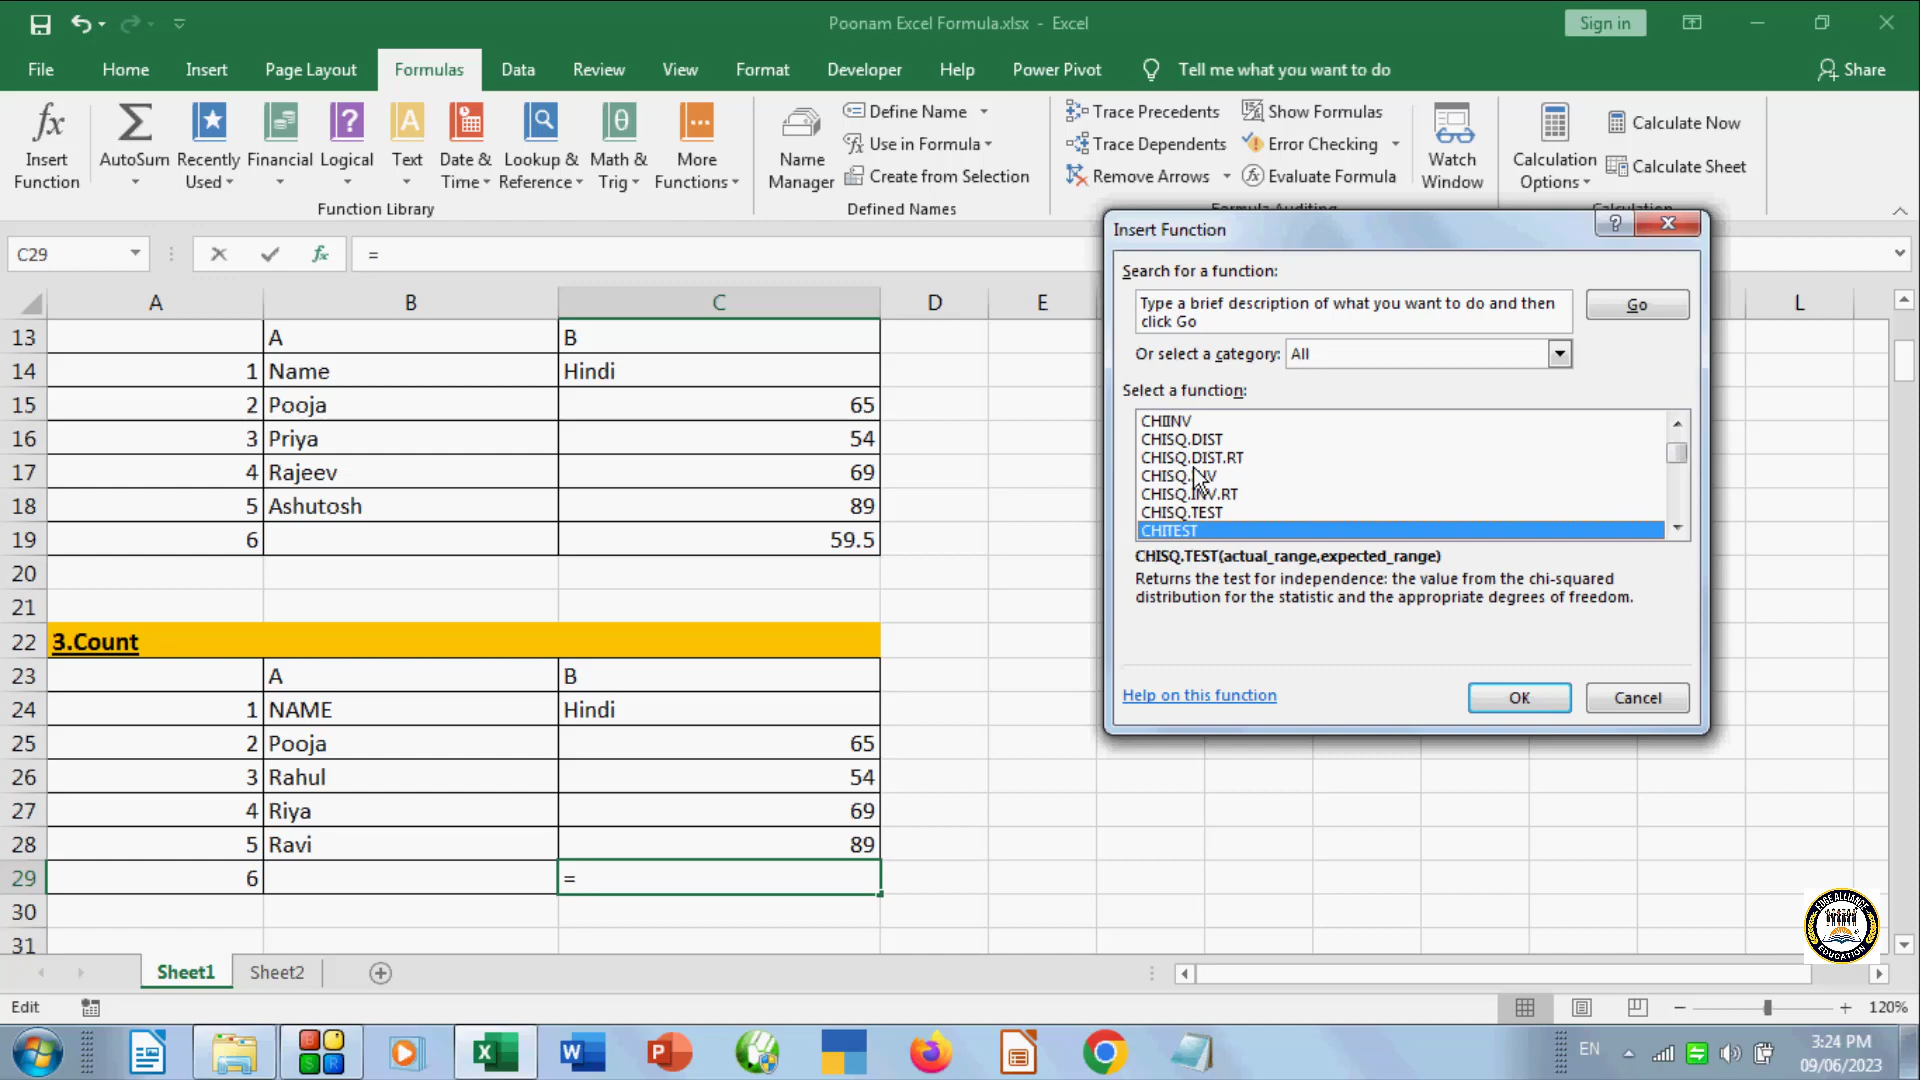 Poonam Excel Formula.xlsx - Excel
Sign in
File Home Insert Page Layout Formulas Data Review View Format Developer Help Power Pivot Tell me what you want to do Share
Insert Function
AutoSum
Recently Used
Financial
Logical
Text
Date & Time
Lookup & Reference
Math & Trig
More Functions
Function Library
Name Manager
Define Name
Use in Formula
Create from Selection
Defined Names
Trace Precedents
Trace Dependents
Remove Arrows
Show Formulas
Error Checking
Evaluate Formula
Watch Window
Calculation Options
Calculate Now
Calculate Sheet
C29 fx =
A B C D E L
13 A B
14 1 Name Hindi
15 2 Pooja 65
16 3 Priya 54
17 4 Rajeev 69
18 5 Ashutosh 89
19 6 59.5
20
21
22 3.Count
23 A B
24 1 NAME Hindi
25 2 Pooja 65
26 3 Rahul 54
27 4 Riya 69
28 5 Ravi 89
29 6 =
30
31
Insert Function
Search for a function:
Type a brief description of what you want to do and then
click Go
Go
Or select a category: All
Select a function:
CHIINV
CHISQ.DIST
CHISQ.DIST.RT
CHISQ.INV
CHISQ.INV.RT
CHISQ.TEST
CHITEST
CHISQ.TEST(actual_range,expected_range)
Returns the test for independence: the value from the chi-squared
distribution for the statistic and the appropriate degrees of freedom.
Help on this function
OK Cancel
EDUCATION
Sheet1 Sheet2
Edit
120%
EN
3:24 PM
09/06/2023